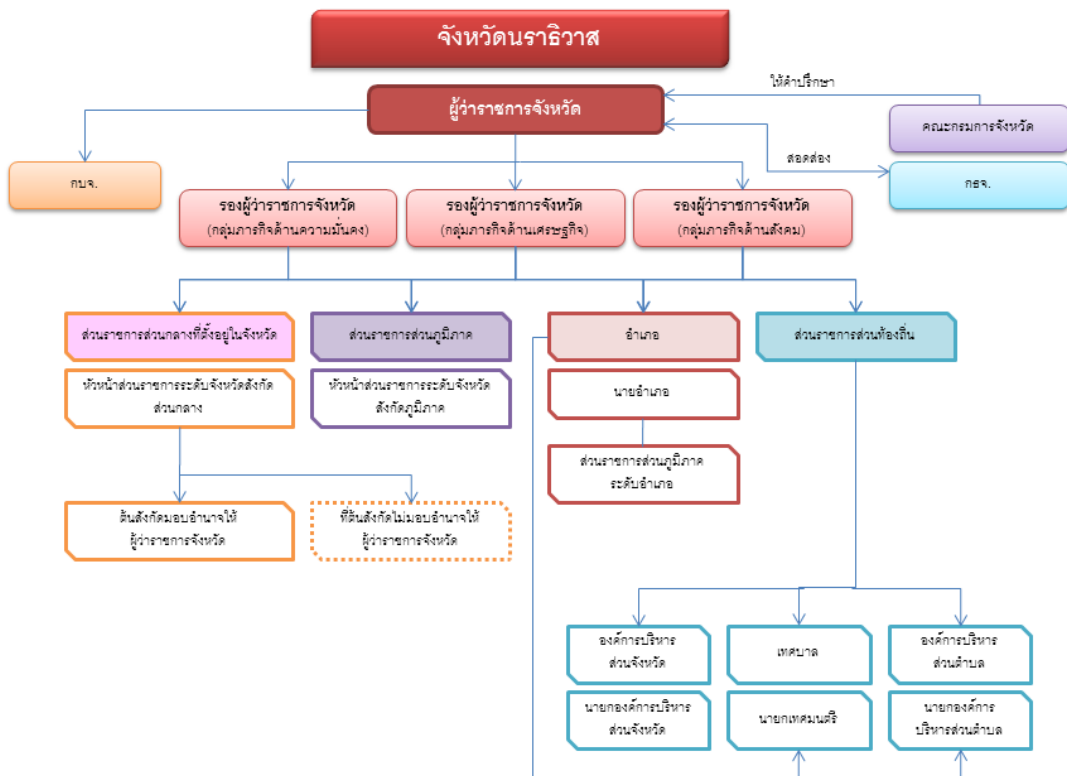 จังหวัดนราธิวาส
ให้คำปรึกษา
ผู้ว่าราชการจังหวัด
คณะกรมการจังหวัด
สอดส่อง
กบจ.
กธจ.
รองผู้ว่าราชการจังหวัด
(กลุ่มภารกิจด้านความมั่นคง)
รองผู้ว่าราชการจังหวัด
(กลุ่มภารกิจด้านเศรษฐกิจ)
รองผู้ว่าราชการจังหวัด
(กลุ่มภารกิจด้านสังคม)
ส่วนราชการส่วนกลางที่ตั้งอยู่ในจังหวัด
ส่วนราชการส่วนภูมิภาค
อำเภอ
ส่วนราชการส่วนท้องถิ่น
หัวหน้าส่วนราชการระดับจังหวัดสังกัด
ส่วนกลาง
หัวหน้าส่วนราชการระดับจังหวัด
สังกัดภูมิภาค
นายอำเภอ
ส่วนราชการส่วนภูมิภาค
ระดับอำเภอ
ต้นสังกัดมอบอำนาจให้
ผู้ว่าราชการจังหวัด
ที่ต้นสังกัดไม่มอบอำนาจให้
ผู้ว่าราชการจังหวัด
องค์การบริหาร
ส่วนจังหวัด
เทศบาล
องค์การบริหาร
ส่วนตำบล
นายกองค์การบริหาร
ส่วนจังหวัด
นายกเทศมนตรี
นายกองค์การ
บริหารส่วนตำบล